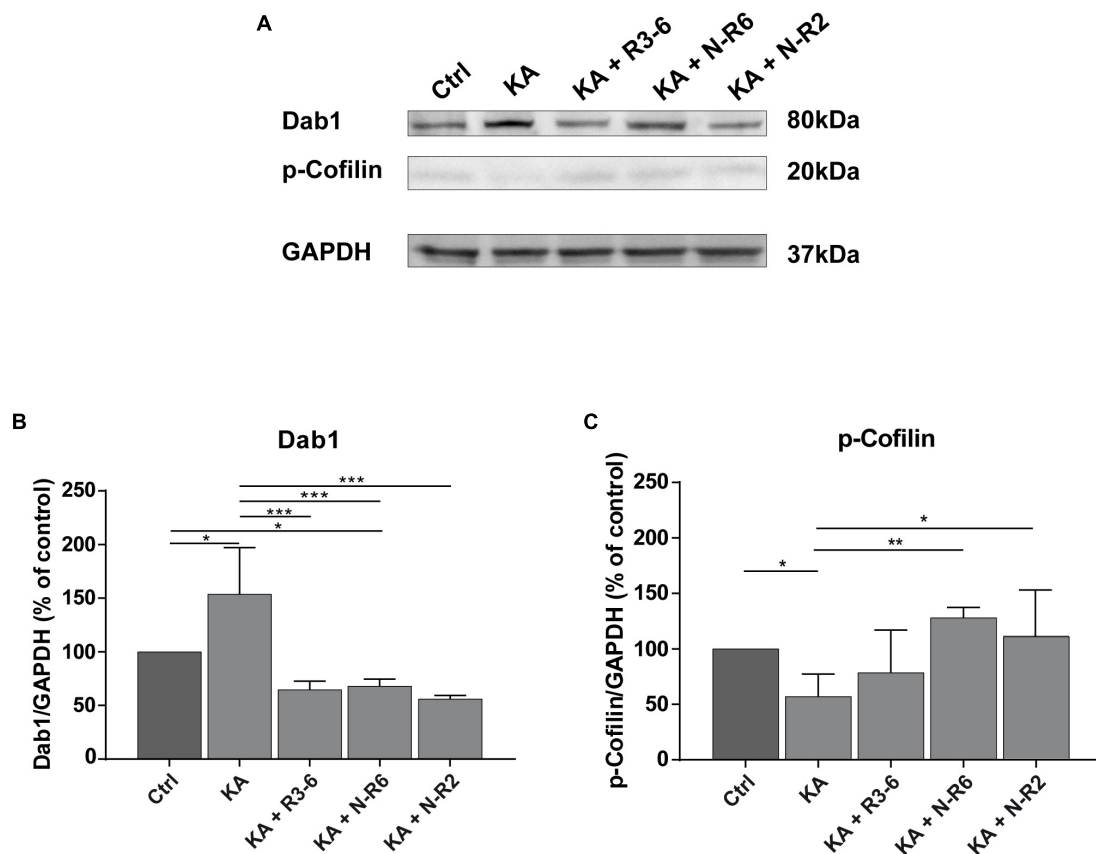 A
Ctrl KA KA + R3-6 KA + N-R6 KA + N-R2
Dab1 80kDa
p-Cofilin 20kDa
GAPDH 37kDa
B
Dab1
Dab1/GAPDH (% of control)
250
200
150
100
50
0
***
***
***
*
*
Ctrl KA KA + R3-6 KA + N-R6 KA + N-R2
C
p-Cofilin
p-Cofilin/GAPDH (% of control)
250
200
150
100
50
0
*
**
*
Ctrl KA KA + R3-6 KA + N-R6 KA + N-R2